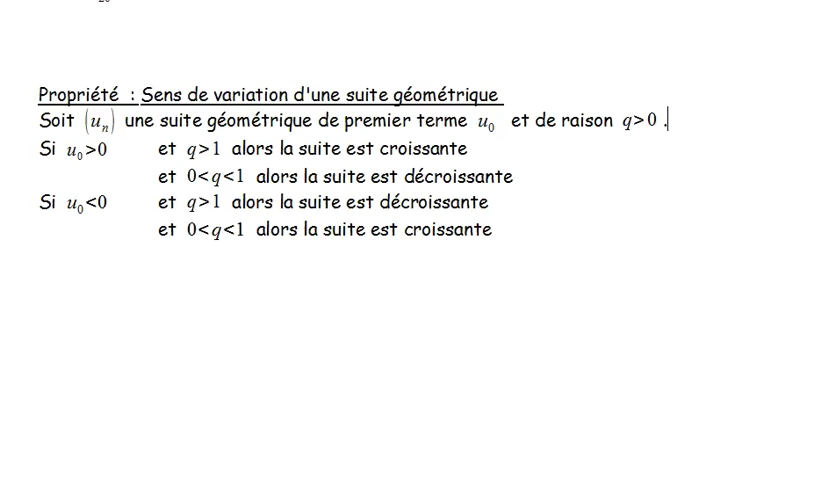 Propriété : Sens de variation d'une suite géométrique
Soit (uₙ) une suite géométrique de premier terme u₀ et de raison q>0 .
Si u₀>0 et q>1 alors la suite est croissante
et 0<q<1 alors la suite est décroissante
Si u₀<0 et q>1 alors la suite est décroissante
et 0<q<1 alors la suite est croissante